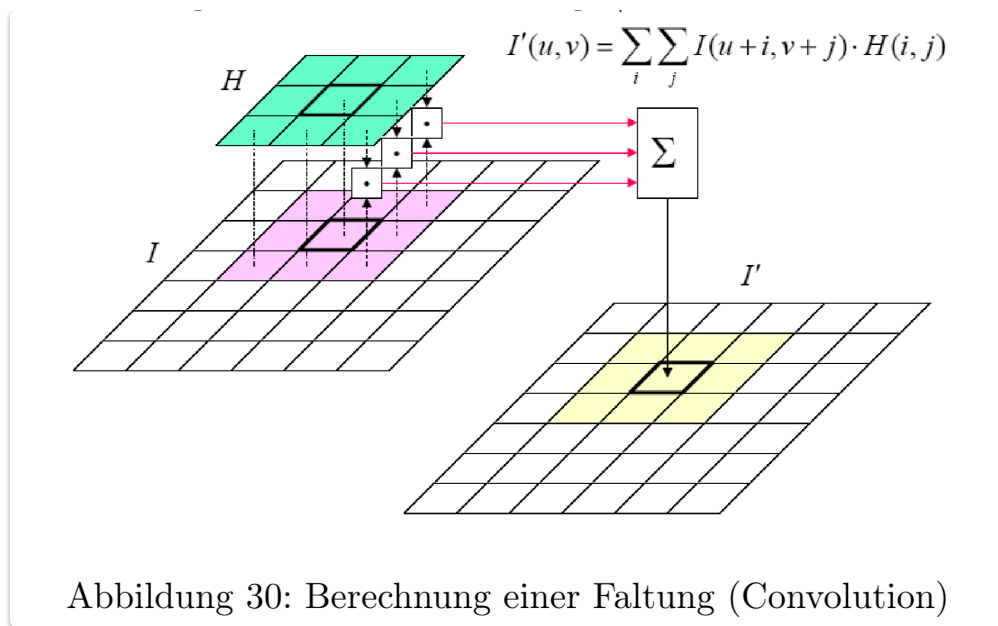 I′(u,v) = ∑ᵢ ∑ⱼ I(u+i,v+j)·H(i,j)
H
·
·
·
Σ
I
I′
Abbildung 30: Berechnung einer Faltung (Convolution)